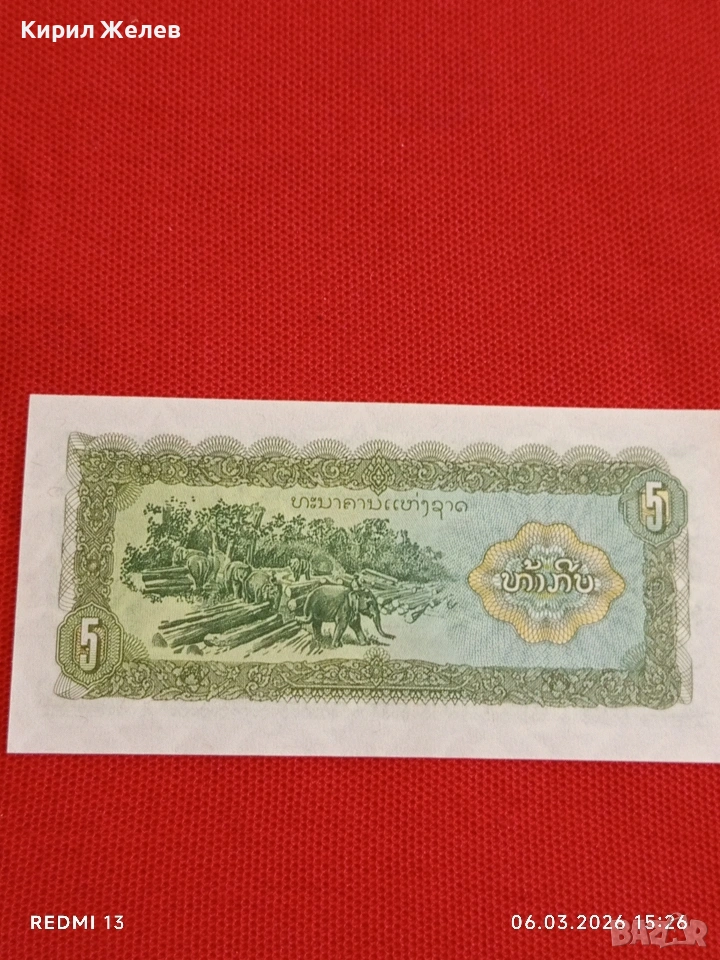 Кирил Желев
ທະນາຄານແຫ່ງຊາດ
5
ຫ້າກີບ
5
REDMI 13
06.03.2026 15:26
BAZAR